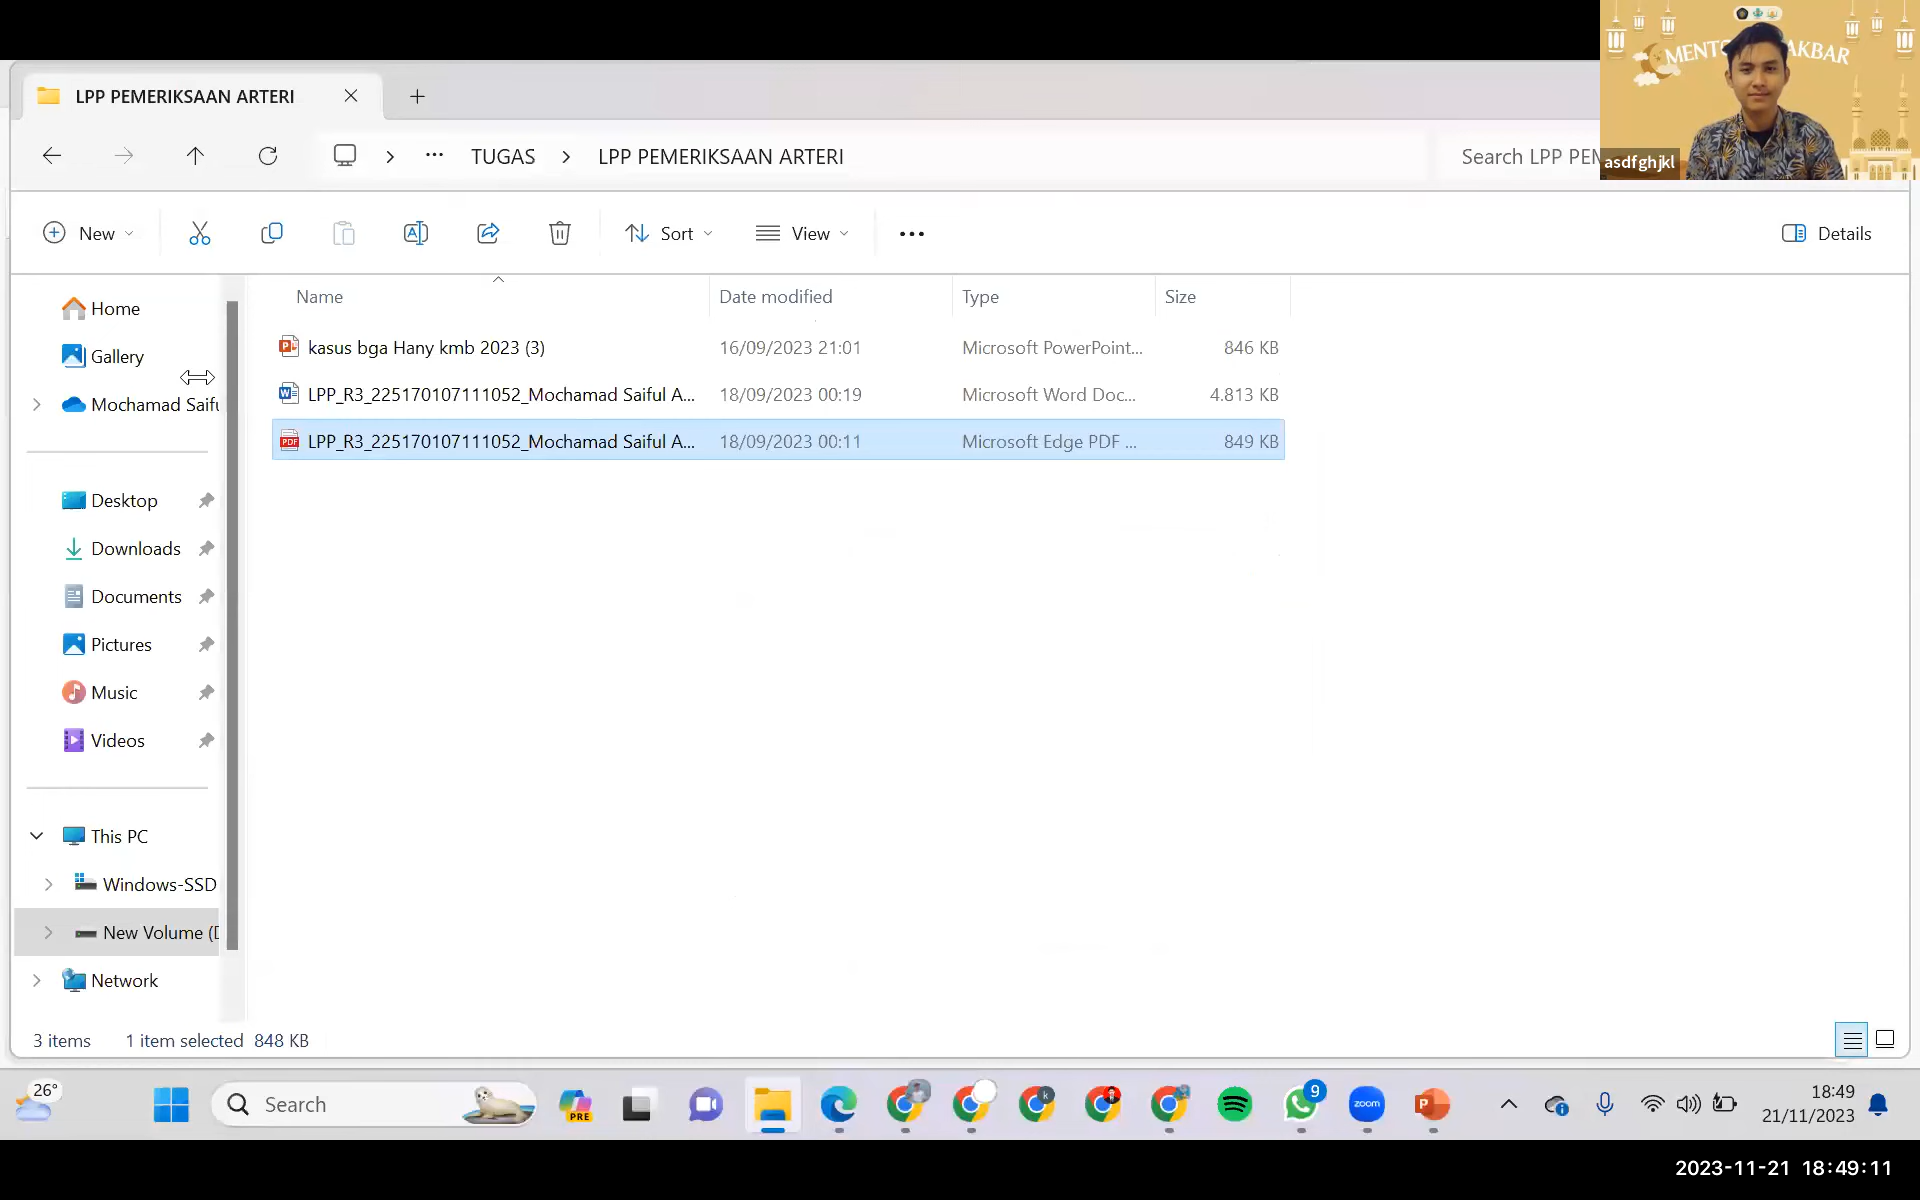 MENT AKBAR
asdfghjkl
LPP PEMERIKSAAN ARTERI
TUGAS
LPP PEMERIKSAAN ARTERI
Search LPP PEM
New
Sort
View
Details
Home
Gallery
Mochamad Saifu
Desktop
Downloads
Documents
Pictures
Music
Videos
This PC
Windows-SSD
New Volume (D
Network
Name Date modified Type Size
kasus bga Hany kmb 2023 (3) 16/09/2023 21:01 Microsoft PowerPoint... 846 KB
LPP_R3_225170107111052_Mochamad Saiful A... 18/09/2023 00:19 Microsoft Word Doc... 4.813 KB
LPP_R3_225170107111052_Mochamad Saiful A... 18/09/2023 00:11 Microsoft Edge PDF ... 849 KB
3 items 1 item selected 848 KB
26°
Search
PRE
k
9
zoom
18:49
21/11/2023
2023-11-21 18:49:11